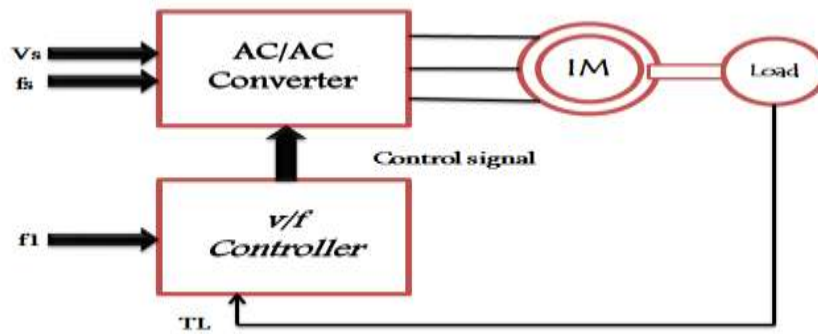 Vs
fs
AC/AC
Converter
IM
Load
Control signal
f1
v/f
Controller
TL